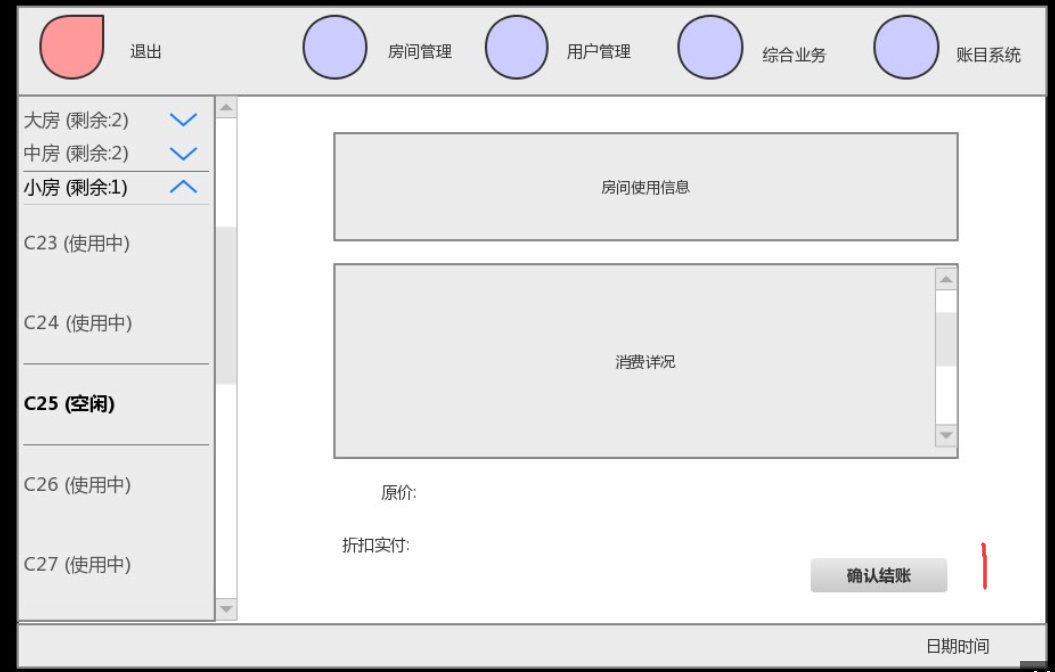 退出 房间管理 用户管理 综合业务 账目系统
大房 (剩余:2)
中房 (剩余:2)
小房 (剩余:1)
C23 (使用中)
C24 (使用中)
C25 (空闲)
C26 (使用中)
C27 (使用中)
房间使用信息
消费详况
原价:
折扣实付:
确认结账
日期时间